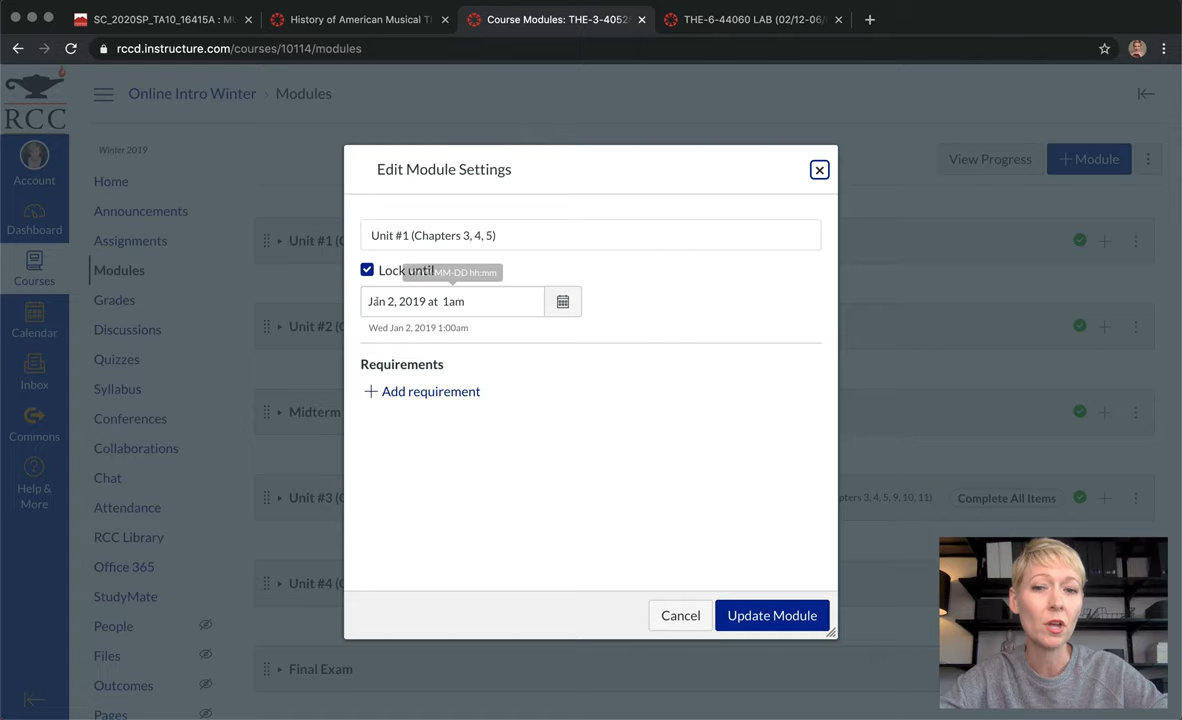 SC_2020SP_TA10_16415A : M
History of American Musical T
Course Modules: THE-3-4052
THE-6-44060 LAB (02/12-06/
rccd.instructure.com/courses/10114/modules
RCC
Online Intro Winter > Modules
Winter 2019
View Progress
+ Module
Account
Dashboard
Courses
Calendar
Inbox
Commons
Help & More
Home
Announcements
Assignments
Modules
Grades
Discussions
Quizzes
Syllabus
Conferences
Collaborations
Chat
Attendance
RCC Library
Office 365
StudyMate
People
Files
Outcomes
Pages
Unit #1 (
Unit #2 (
Midterm
Unit #3 (
pters 3, 4, 5, 9, 10, 11)
Complete All Items
Unit #4 (
Final Exam
Edit Module Settings
Unit #1 (Chapters 3, 4, 5)
Lock until
MM-DD hh:mm
Jan 2, 2019 at 1am
Wed Jan 2, 2019 1:00am
Requirements
+ Add requirement
Cancel
Update Module